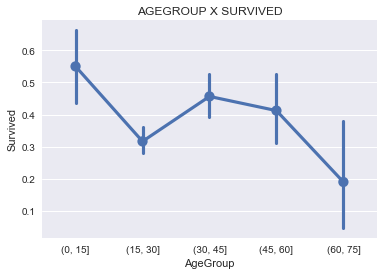 AGEGROUP X SURVIVED
0.6
0.5
0.4
0.3
0.2
0.1
Survived
(0, 15] (15, 30] (30, 45] (45, 60] (60, 75]
AgeGroup